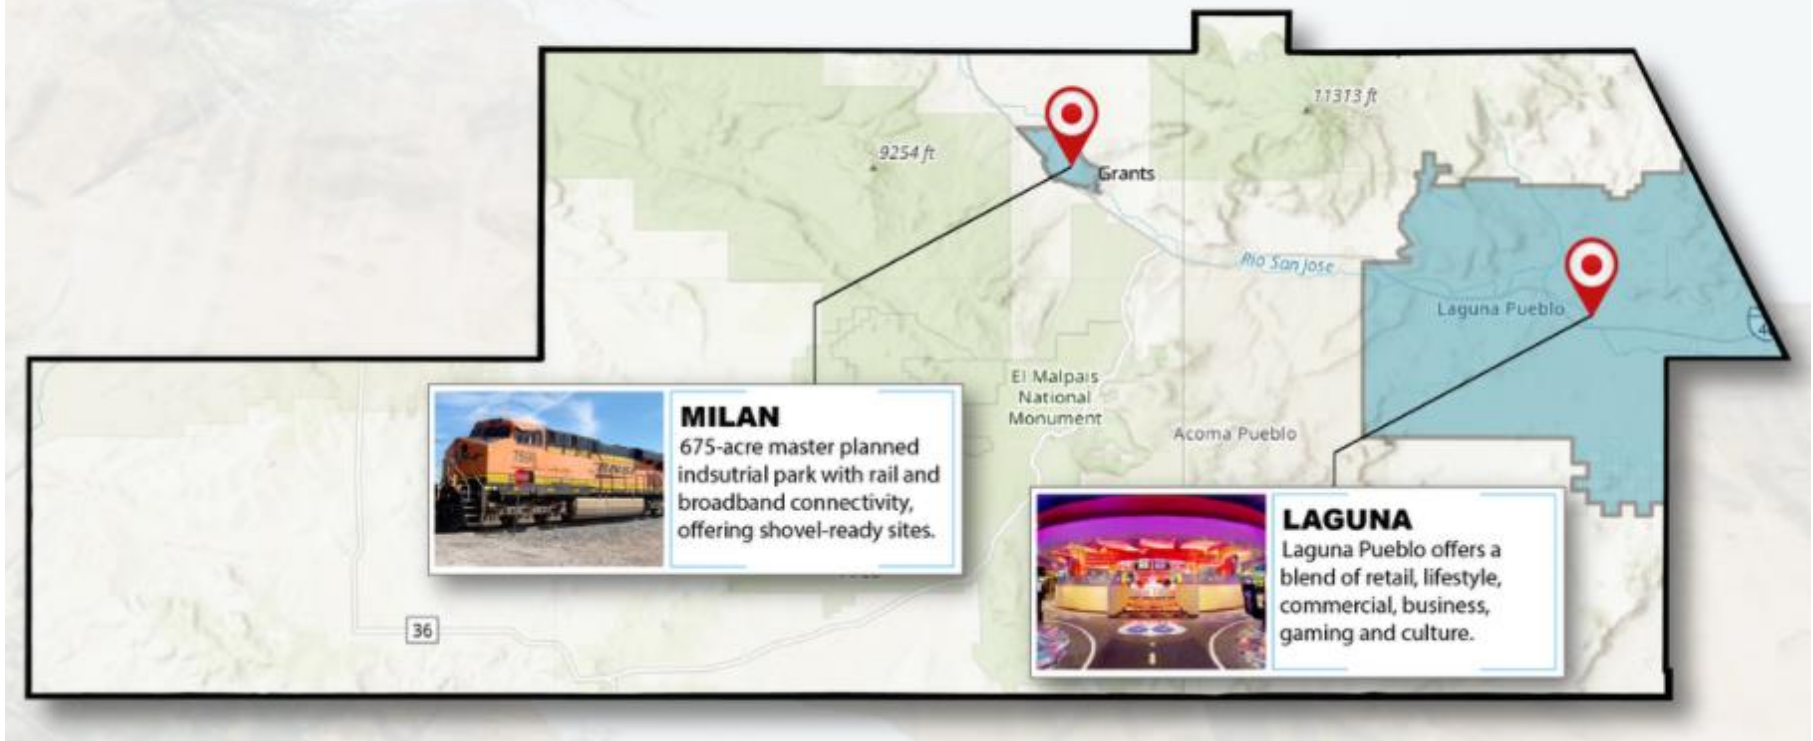 11313 ft
9254 ft
Grants
Rio San Jose
Laguna Pueblo
El Malpais
National
Monument
Acoma Pueblo
MILAN
675-acre master planned
indsutrial park with rail and
broadband connectivity,
offering shovel-ready sites.
LAGUNA
Laguna Pueblo offers a
blend of retail, lifestyle,
commercial, business,
gaming and culture.
36